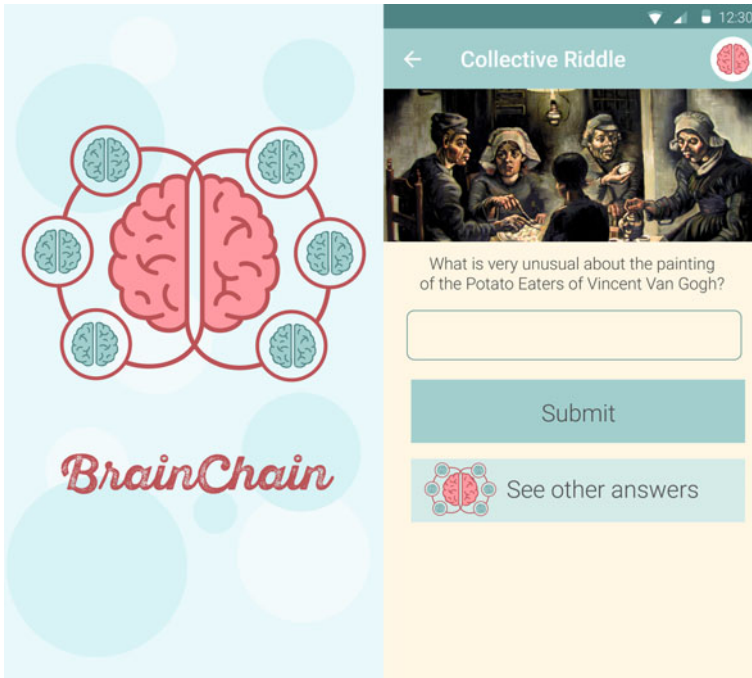 BrainChain
12:30
Collective Riddle
What is very unusual about the painting
of the Potato Eaters of Vincent Van Gogh?
Submit
See other answers